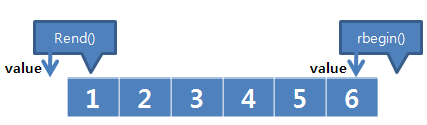 Rend() rbegin()
value value
1 2 3 4 5 6